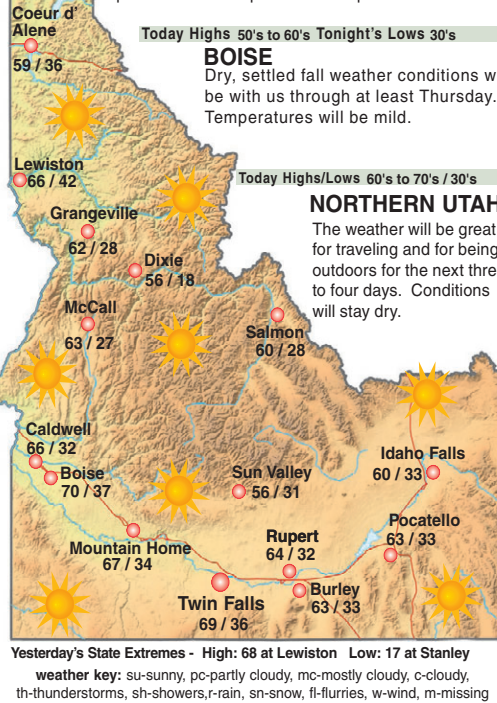 Coeur d'
Alene
59 / 36
Today Highs 50's to 60's Tonight's Lows 30's
BOISE
Dry, settled fall weather conditions w
be with us through at least Thursday.
Temperatures will be mild.
Lewiston
66 / 42
Today Highs/Lows 60's to 70's / 30's
NORTHERN UTAH
The weather will be great
for traveling and for being
outdoors for the next thre
to four days. Conditions
will stay dry.
Grangeville
62 / 28
Dixie
56 / 18
McCall
63 / 27
Salmon
60 / 28
Caldwell
66 / 32
Boise
70 / 37
Sun Valley
56 / 31
Idaho Falls
60 / 33
Mountain Home
67 / 34
Rupert
64 / 32
Pocatello
63 / 33
Twin Falls
69 / 36
Burley
63 / 33
Yesterday's State Extremes - High: 68 at Lewiston Low: 17 at Stanley
weather key: su-sunny, pc-partly cloudy, mc-mostly cloudy, c-cloudy,
th-thunderstorms, sh-showers,r-rain, sn-snow, fl-flurries, w-wind, m-missing